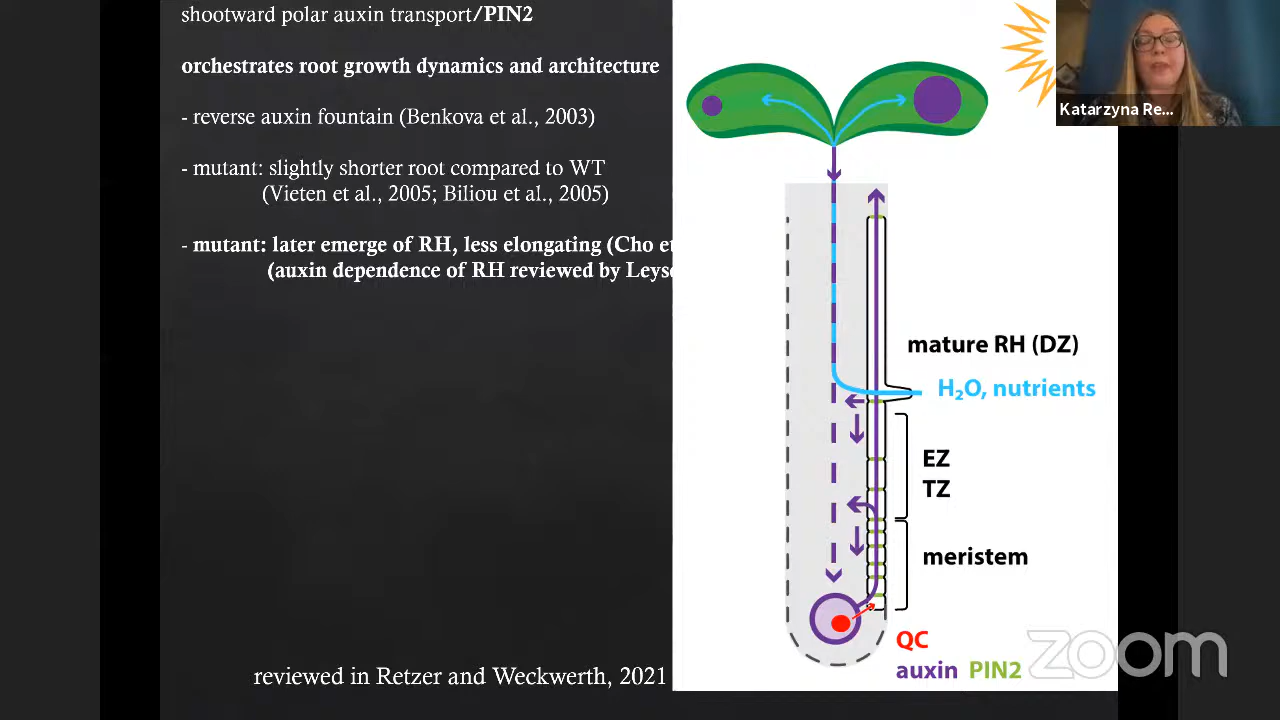 shootward polar auxin transport/PIN2
orchestrates root growth dynamics and architecture
- reverse auxin fountain (Benkova et al., 2003)
- mutant: slightly shorter root compared to WT
(Vieten et al., 2005; Biliou et al., 2005)
- mutant: later emerge of RH, less elongating (Cho
(auxin dependence of RH reviewed by
reviewed in Retzer and Weckwerth, 2021
Katarzyna Re...
mature RH (DZ)
H₂O, nutrients
EZ
TZ
meristem
QC
auxin PIN2
zoom